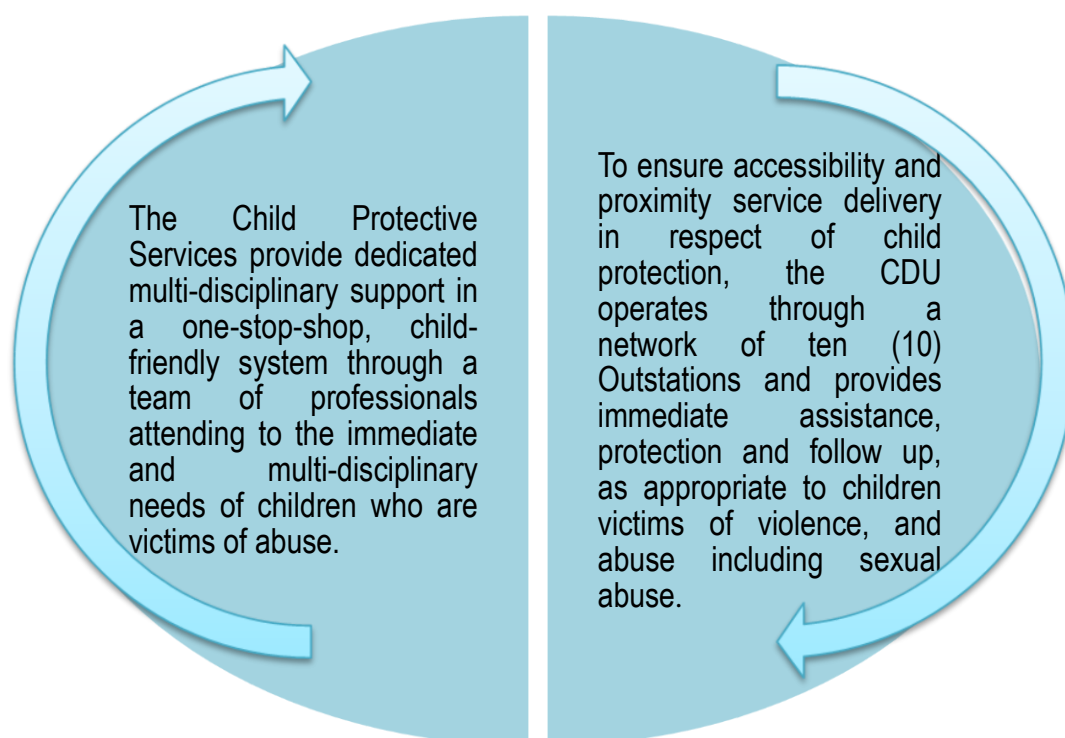 The Child Protective
Services provide dedicated
multi-disciplinary support in
a one-stop-shop, child-
friendly system through a
team of professionals
attending to the immediate
and multi-disciplinary
needs of children who are
victims of abuse.
To ensure accessibility and
proximity service delivery
in respect of child
protection, the CDU
operates through a
network of ten (10)
Outstations and provides
immediate assistance,
protection and follow up,
as appropriate to children
victims of violence, and
abuse including sexual
abuse.